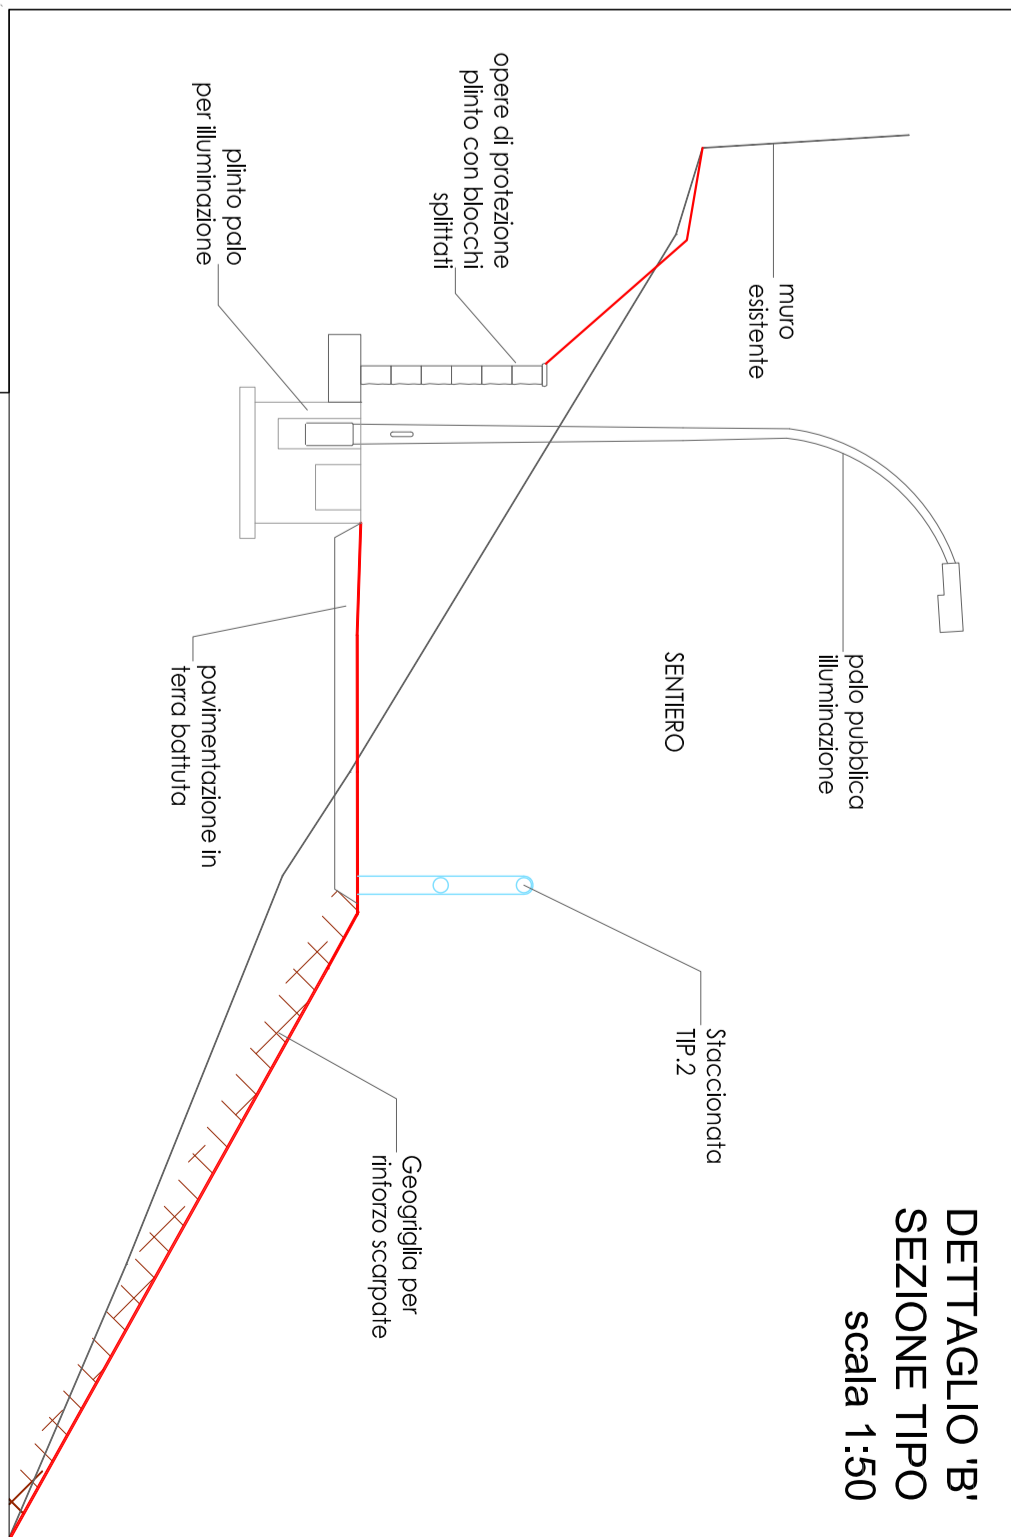 DETTAGLIO 'B'
SEZIONE TIPO
scala 1:50
muro
esistente
palo pubblica
illuminazione
SENTIERO
Staccionata
TIP.2
opere di protezione
plinto con blocchi
splittati
Geogriglia per
rinforzo scarpate
plinto palo
per illuminazione
pavimentazione in
terra battuta